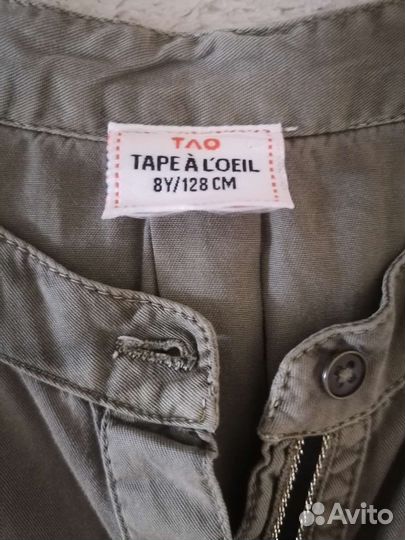 TAO
TAPE À L'OEIL
8Y/128 CM
Avito